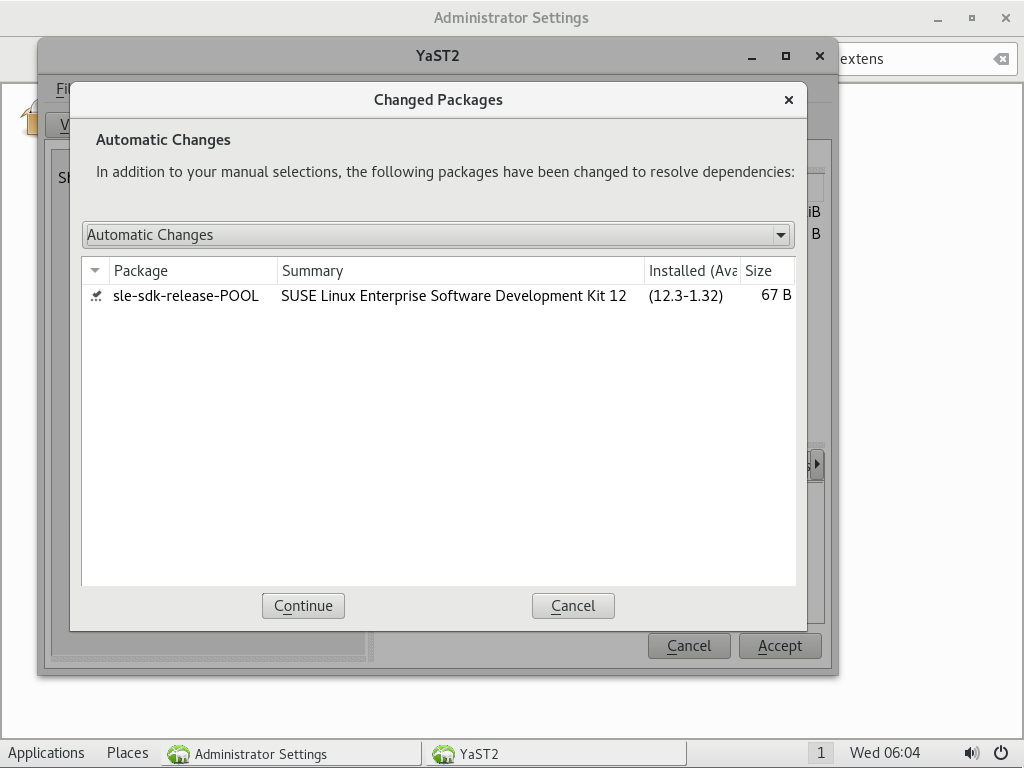 Administrator Settings
YaST2
extens
Changed Packages
Automatic Changes
In addition to your manual selections, the following packages have been changed to resolve dependencies:
iB
B
Automatic Changes
Package Summary Installed (Ava Size
sle-sdk-release-POOL SUSE Linux Enterprise Software Development Kit 12 (12.3-1.32) 67 B
Continue Cancel
Cancel Accept
Applications Places Administrator Settings YaST2 1 Wed 06:04